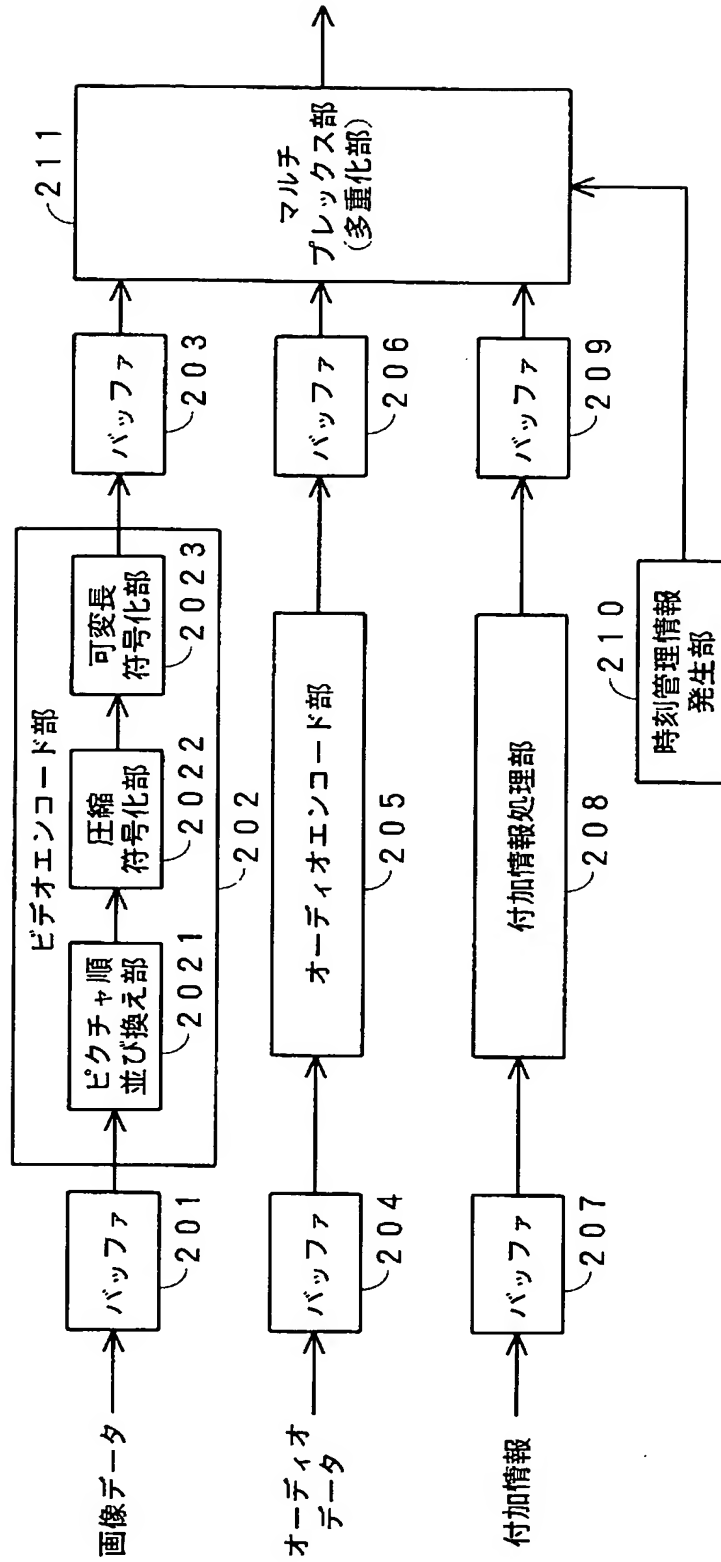 画像データ
バッファ
201
ビデオエンコード部
ピクチャ順
並び換え部
2021
圧縮
符号化部
2022
可変長
符号化部
2023
202
バッファ
203
オーディオ
データ
バッファ
204
オーディオエンコード部
205
バッファ
206
付加情報
バッファ
207
付加情報処理部
208
バッファ
209
210
時刻管理情報
発生部
211
マルチ
プレックス部
(多重化部)